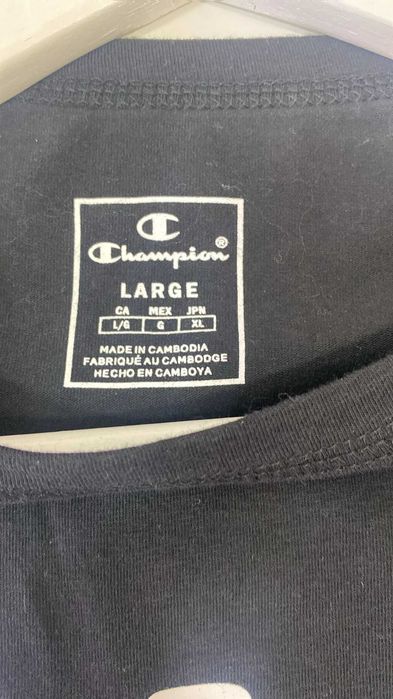 Champion®
LARGE
CA MEX JPN
L/G G XL
MADE IN CAMBODIA
FABRIQUÉ AU CAMBODGE
HECHO EN CAMBOYA